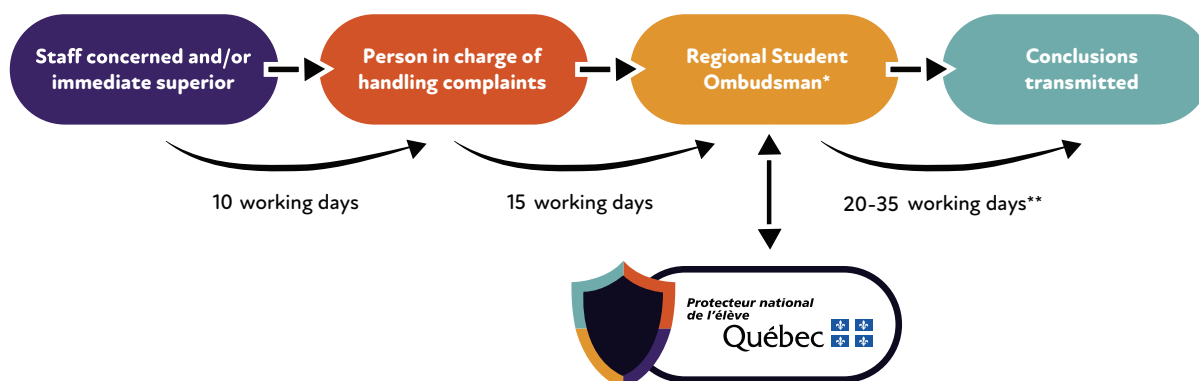 Staff concerned and/or
immediate superior
Person in charge of
handling complaints
Regional Student
Ombudsman*
Conclusions
transmitted
10 working days
15 working days
20-35 working days**
Protecteur national
de l'élève
Québec